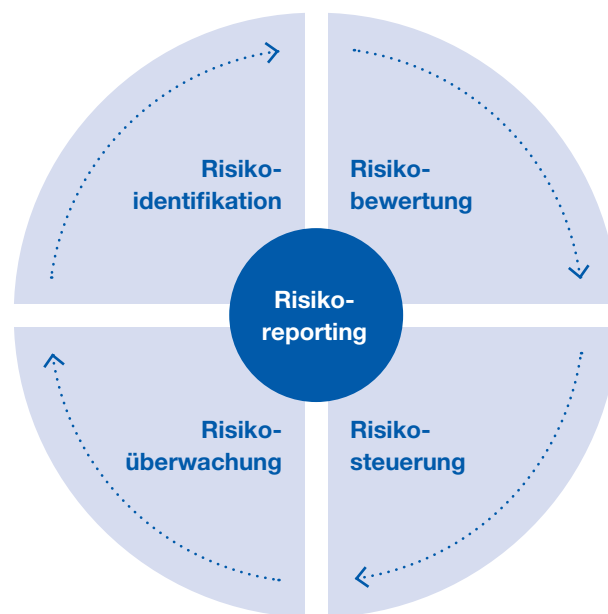 Risiko-
identifikation
Risiko-
bewertung
Risiko-
reporting
Risiko-
überwachung
Risiko-
steuerung